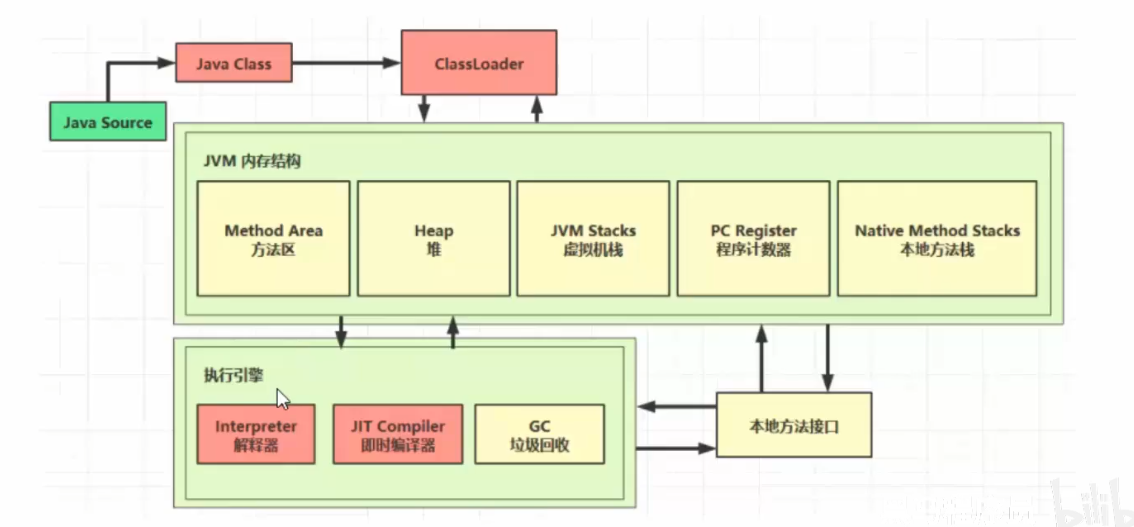 Java Class
ClassLoader
Java Source
JVM 内存结构
Method Area
方法区
Heap
堆
JVM Stacks
虚拟机栈
PC Register
程序计数器
Native Method Stacks
本地方法栈
执行引擎
Interpreter
解释器
JIT Compiler
即时编译器
GC
垃圾回收
本地方法接口
bilib